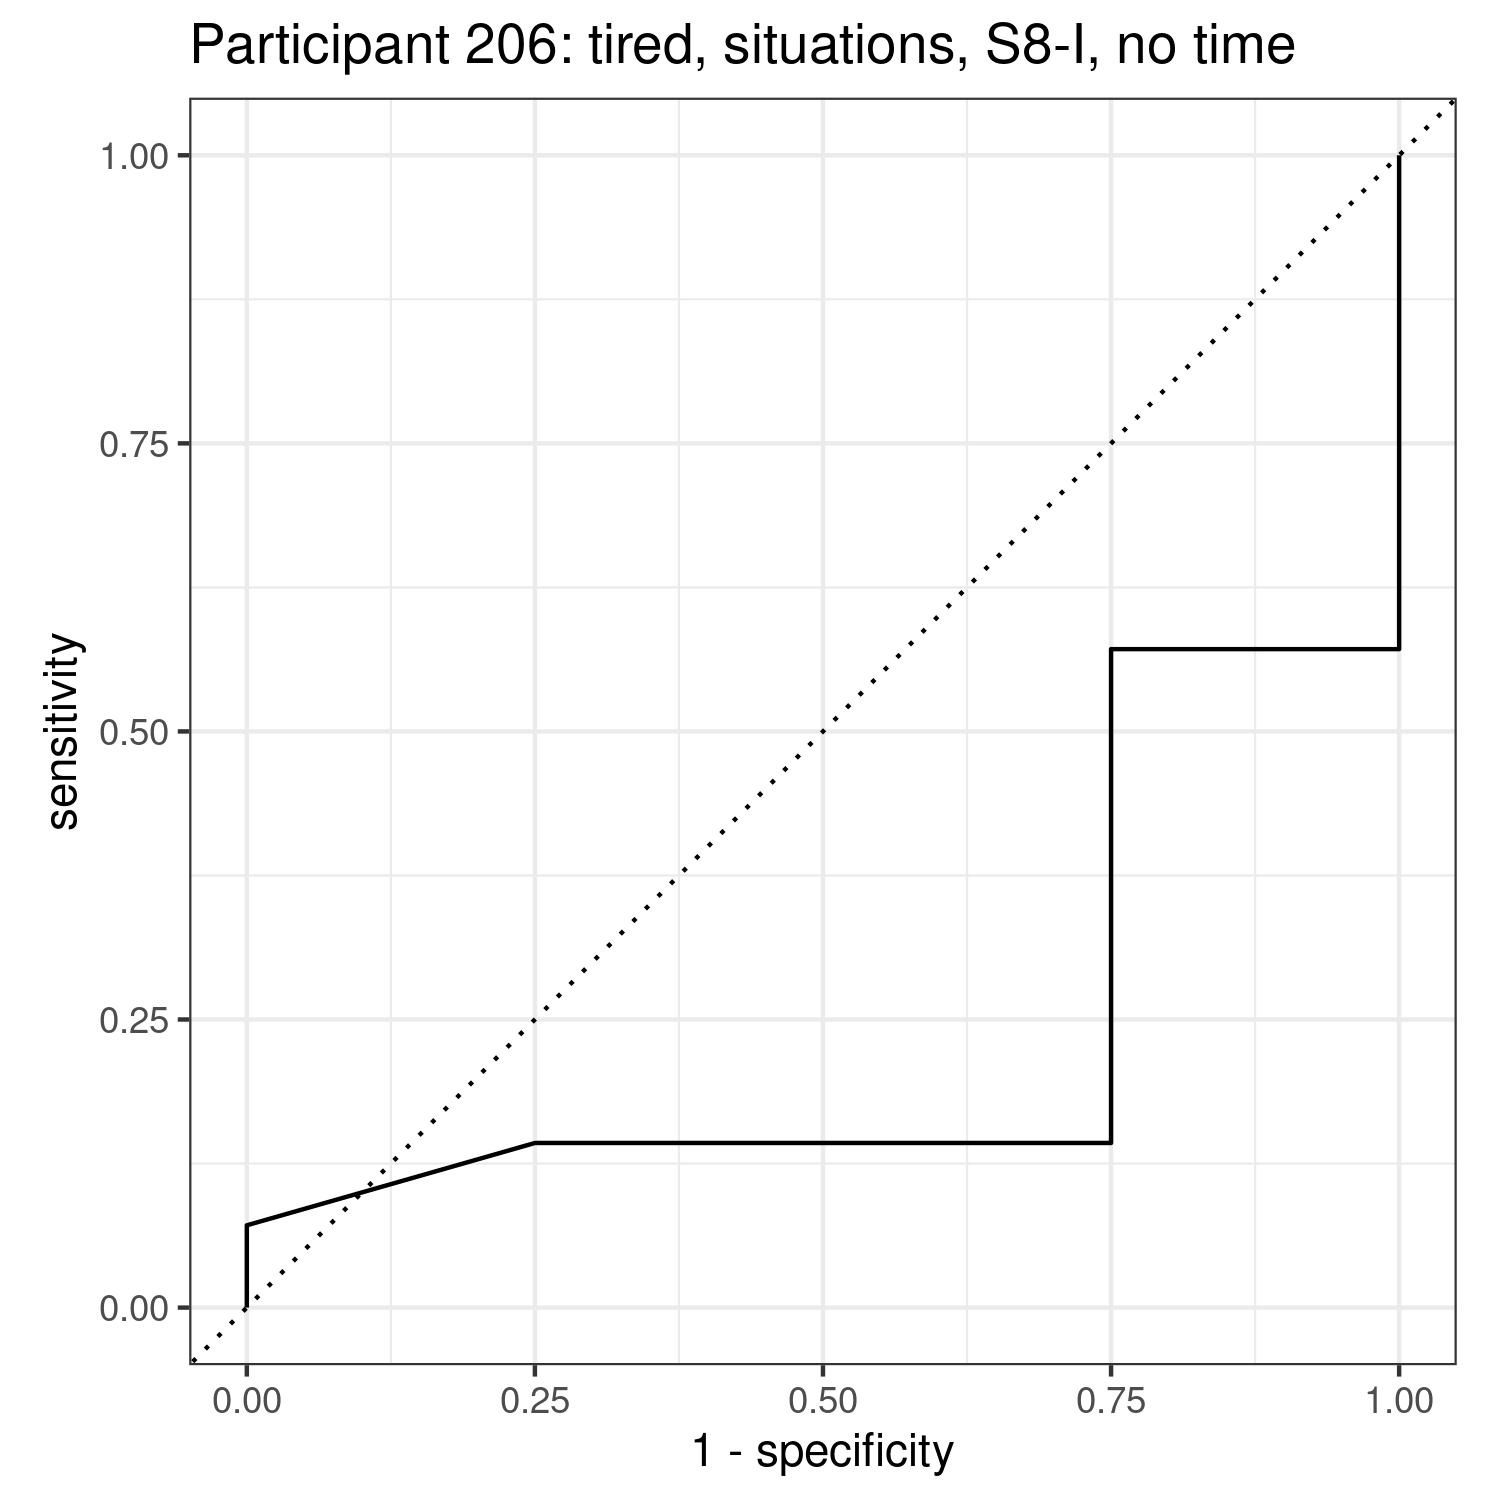 Participant 206: tired, situations, S8-I, no time
1.00
0.75
0.50
0.25
0.00
sensitivity
0.00 0.25 0.50 0.75 1.00
1 - specificity